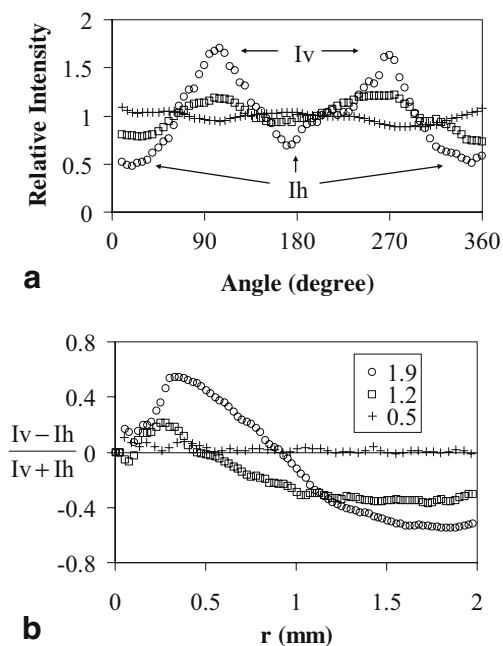 2
1.5
1
0.5
0
Relative Intensity
Iv
Ih
0 90 180 270 360
Angle (degree)
a
0.8
0.4
0
-0.4
-0.8
Iv – Ih
Iv + Ih
1.9
1.2
0.5
0 0.5 1 1.5 2
r (mm)
b